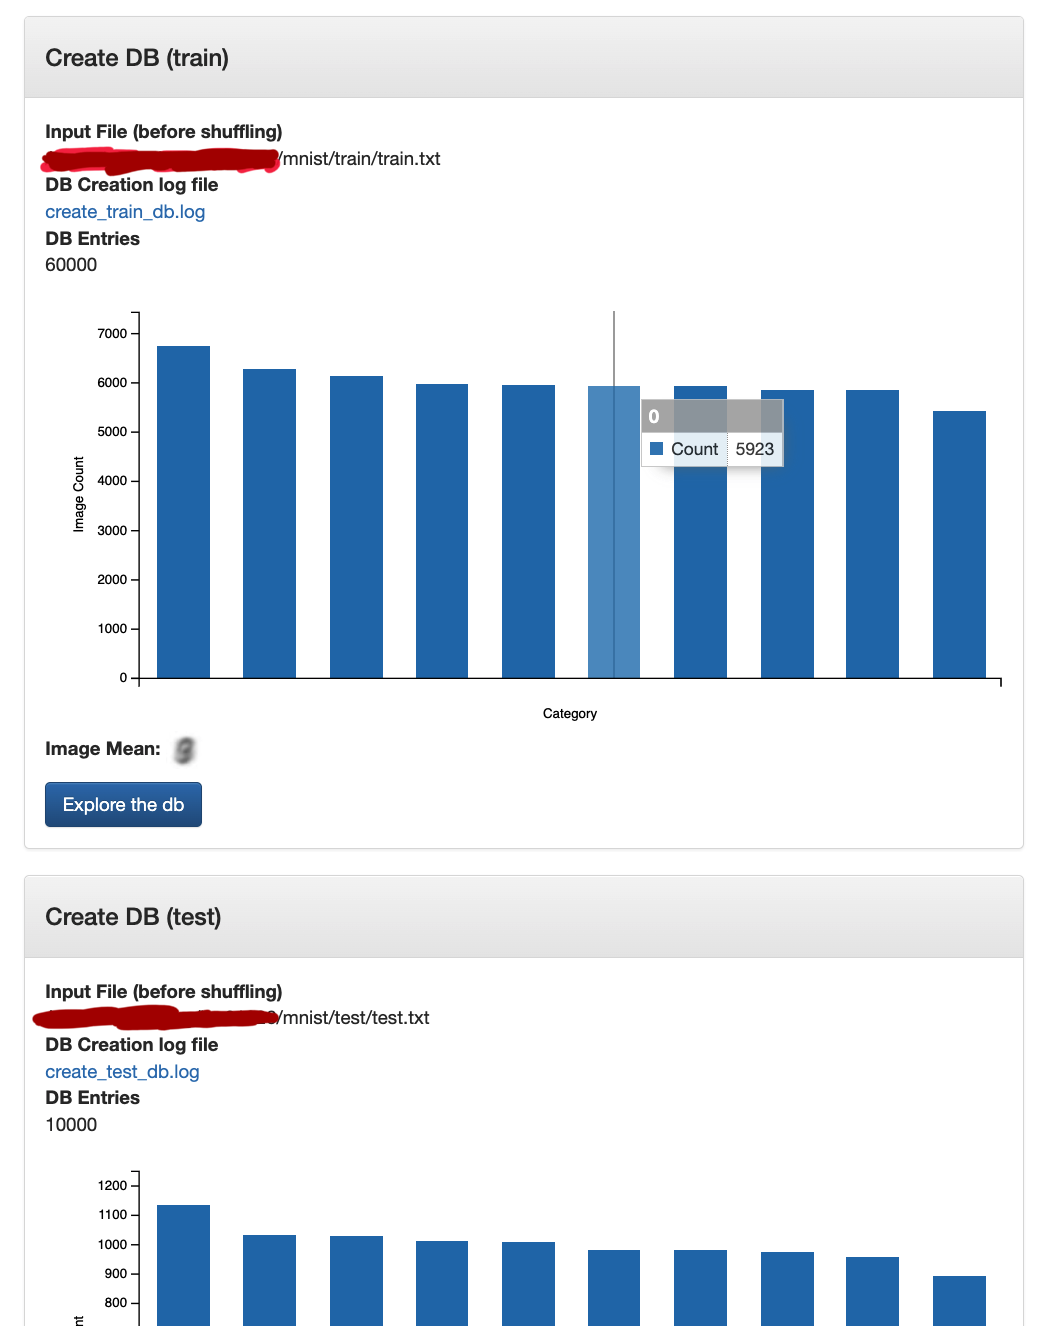 Create DB (train)
Input File (before shuffling)
/mnist/train/train.txt
DB Creation log file
create_train_db.log
DB Entries
60000
7000
6000
5000
4000
3000
2000
1000
0
Image Count
0
Count 5923
Category
Image Mean:
Explore the db
Create DB (test)
Input File (before shuffling)
/mnist/test/test.txt
DB Creation log file
create_test_db.log
DB Entries
10000
1200
1100
1000
900
800